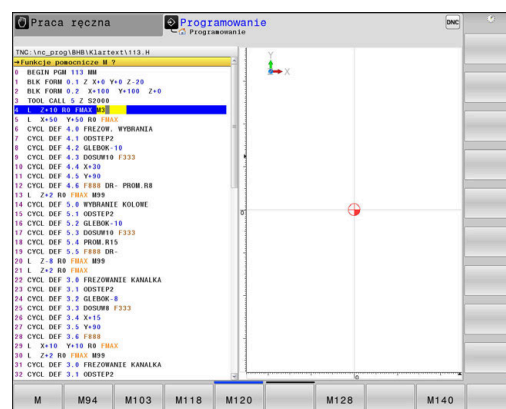 Praca ręczna
Programowanie
Programowanie
DNC
TNC:\nc_prog\BHB\Klartext\113.H
→Funkcje pomocnicze M ?
0 BEGIN PGM 113 MM
1 BLK FORM 0.1 Z X+0 Y+0 Z-20
2 BLK FORM 0.2 X+100 Y+100 Z+0
3 TOOL CALL 5 Z S2000
4 L Z+10 R0 FMAX M3
5 L X+50 Y+50 R0 FMAX
6 CYCL DEF 4.0 FREZOW. WYBRANIA
7 CYCL DEF 4.1 ODSTEP2
8 CYCL DEF 4.2 GLEBOK-10
9 CYCL DEF 4.3 DOSUW10 F333
10 CYCL DEF 4.4 X+30
11 CYCL DEF 4.5 Y+90
12 CYCL DEF 4.6 F888 DR- PROM.R8
13 L Z+2 R0 FMAX M99
14 CYCL DEF 5.0 WYBRANIE KOLOWE
15 CYCL DEF 5.1 ODSTEP2
16 CYCL DEF 5.2 GLEBOK-10
17 CYCL DEF 5.3 DOSUW10 F333
18 CYCL DEF 5.4 PROM.R15
19 CYCL DEF 5.5 F888 DR-
20 L Z-8 R0 FMAX M99
21 L Z+2 R0 FMAX
22 CYCL DEF 3.0 FREZOWANIE KANALKA
23 CYCL DEF 3.1 ODSTEP2
24 CYCL DEF 3.2 GLEBOK-8
25 CYCL DEF 3.3 DOSUW8 F333
26 CYCL DEF 3.4 X+15
27 CYCL DEF 3.5 Y+90
28 CYCL DEF 3.6 F888
29 L X+10 Y+10 R0 FMAX
30 L Z+2 R0 FMAX M99
31 CYCL DEF 3.0 FREZOWANIE KANALKA
32 CYCL DEF 3.1 ODSTEP2
Y
X
0
0
M M94 M103 M118 M120 M128 M140